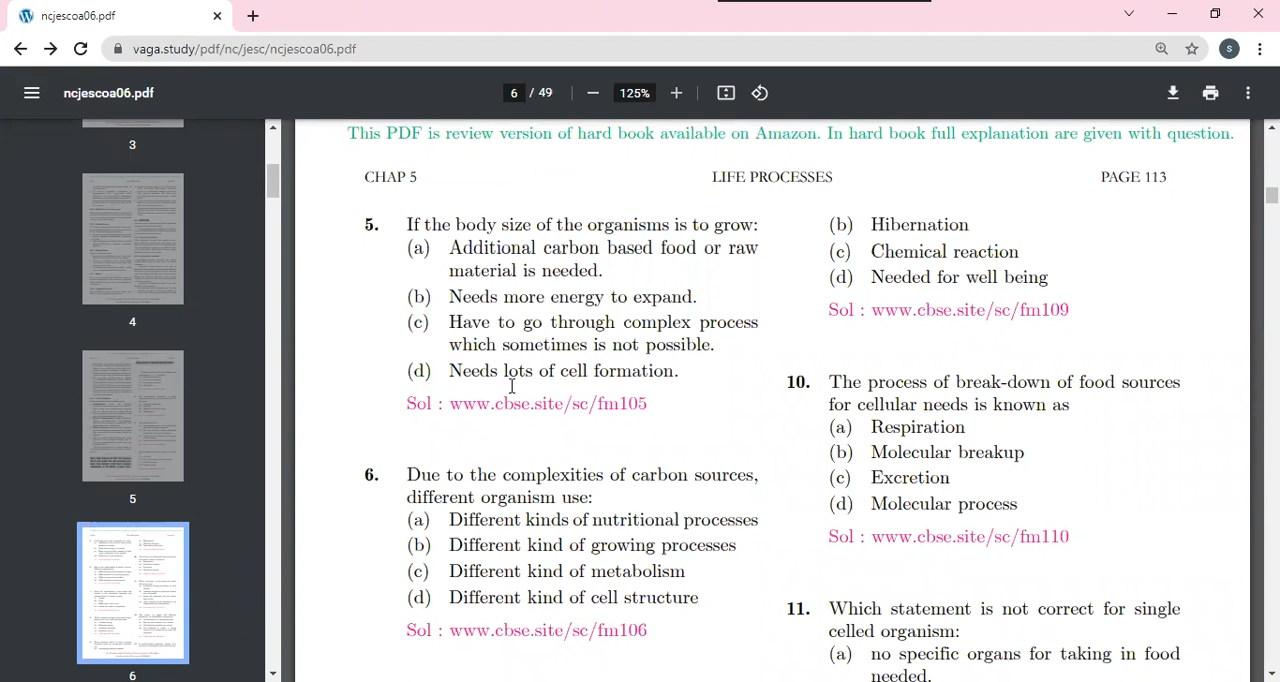 ncjescoa06.pdf
vaga.study/pdf/nc/jesc/ncjescoa06.pdf
S
ncjescoa06.pdf
6 / 49
125%
3
4
5
6
This PDF is review version of hard book available on Amazon. In hard book full explanation are given with question.
CHAP 5
LIFE PROCESSES
PAGE 113
5. If the body size of the organisms is to grow:
(a) Additional carbon based food or raw
material is needed.
(b) Needs more energy to expand.
(c) Have to go through complex process
which sometimes is not possible.
(d) Needs lots of cell formation.
Sol : www.cbse.site/sc/fm105
6. Due to the complexities of carbon sources,
different organism use:
(a) Different kinds nutritional processes
(b) Different growing processes
(c) Different metabolism
(d) Different kind of structure
Sol : www.cbse.site/sc/fm106
(b) Hibernation
(c) Chemical reaction
(d) Needed for well being
Sol : www.cbse.site/sc/fm109
10. The process of break-down of food sources
for cellular needs is known as
(a) Respiration
(b) Molecular breakup
(c) Excretion
(d) Molecular process
Sol : www.cbse.site/sc/fm110
11. Which statement is not correct for single
cell organism:
(a) no specific organs for taking in food
needed.